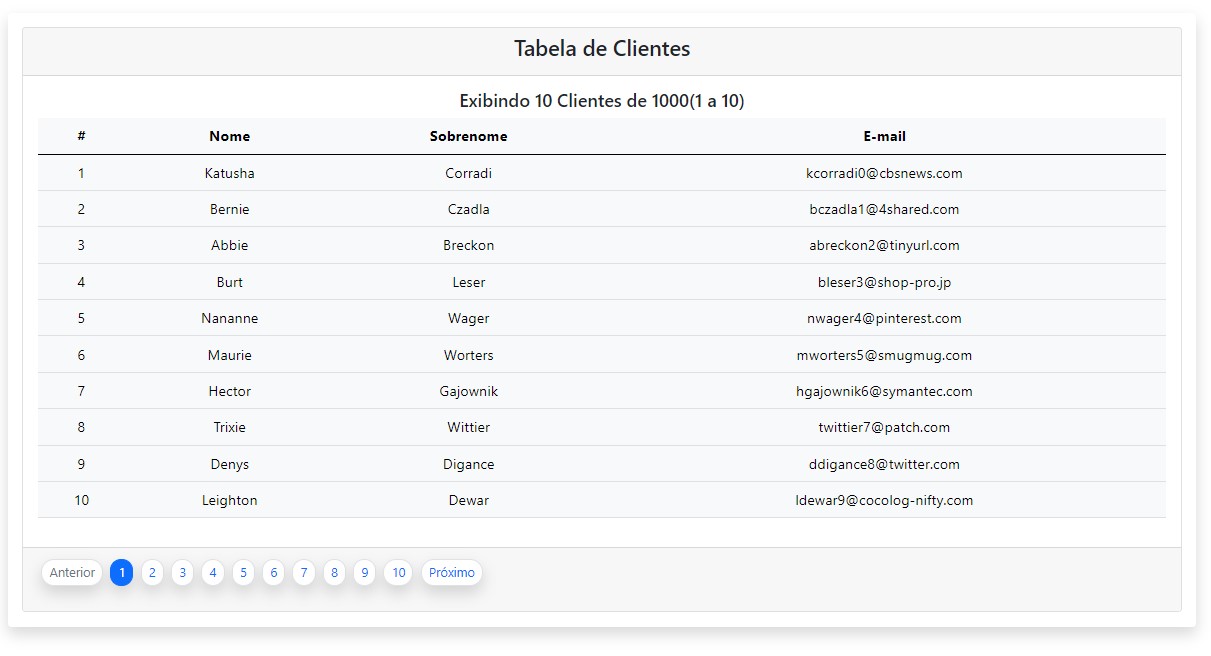 Tabela de Clientes
Exibindo 10 Clientes de 1000(1 a 10)
# Nome Sobrenome E-mail
1 Katusha Corradi kcorradi0@cbsnews.com
2 Bernie Czadla bczadla1@4shared.com
3 Abbie Breckon abreckon2@tinyurl.com
4 Burt Leser bleser3@shop-pro.jp
5 Nananne Wager nwager4@pinterest.com
6 Maurie Worters mworters5@smugmug.com
7 Hector Gajownik hgajownik6@symantec.com
8 Trixie Wittier twittier7@patch.com
9 Denys Digance ddigance8@twitter.com
10 Leighton Dewar ldewar9@cocolog-nifty.com
Anterior 1 2 3 4 5 6 7 8 9 10 Próximo